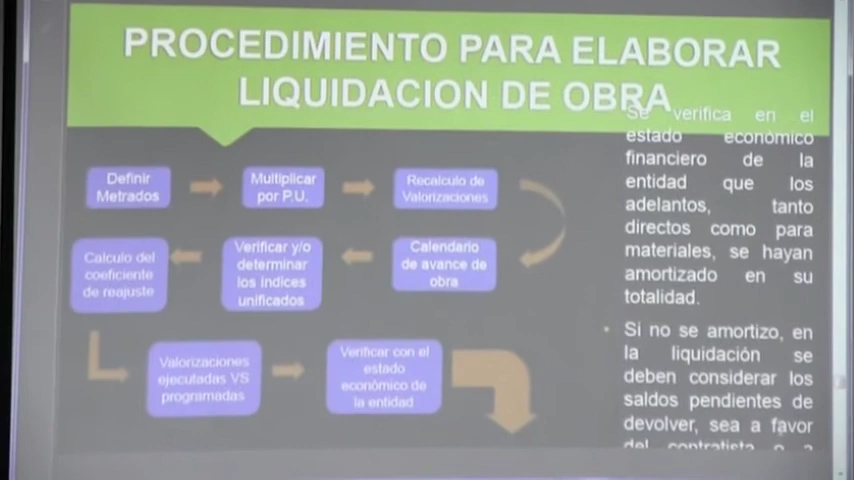 PROCEDIMIENTO PARA ELABORAR
LIQUIDACION DE OBRA
Definir
Metrados
Multiplicar
por P.U.
Recalculo de
Valorizaciones
Calendario
de avance de
obra
Verificar y/o
determinar
los índices
unificados
Calculo del
coeficiente
de reajuste
Valorizaciones
ejecutadas VS
programadas
Verificar con el
estado
económico de
la entidad
Se verifica en el
estado económico
financiero de la
entidad que los
adelantos, tanto
directos como para
materiales, se hayan
amortizado en su
totalidad.
• Si no se amortizo, en
la liquidación se
deben considerar los
saldos pendientes de
devolver, sea a favor
del contratista o a